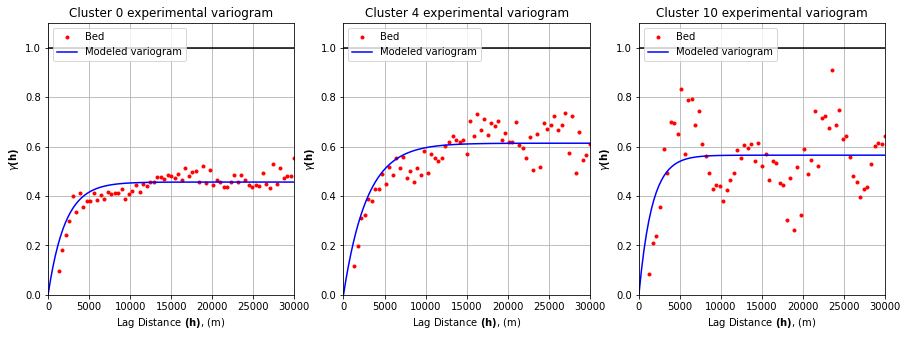 Cluster 0 experimental variogram
Bed
Modeled variogram
1.0
0.8
0.6
0.4
0.2
0.0
γ(h)
0 5000 10000 15000 20000 25000 30000
Lag Distance (h), (m)
Cluster 4 experimental variogram
Bed
Modeled variogram
1.0
0.8
0.6
0.4
0.2
0.0
γ(h)
0 5000 10000 15000 20000 25000 30000
Lag Distance (h), (m)
Cluster 10 experimental variogram
Bed
Modeled variogram
1.0
0.8
0.6
0.4
0.2
0.0
γ(h)
0 5000 10000 15000 20000 25000 30000
Lag Distance (h), (m)